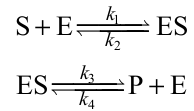 S + E k₁ ⇌ k₂ ES
ES k₃ ⇌ k₄ P + E